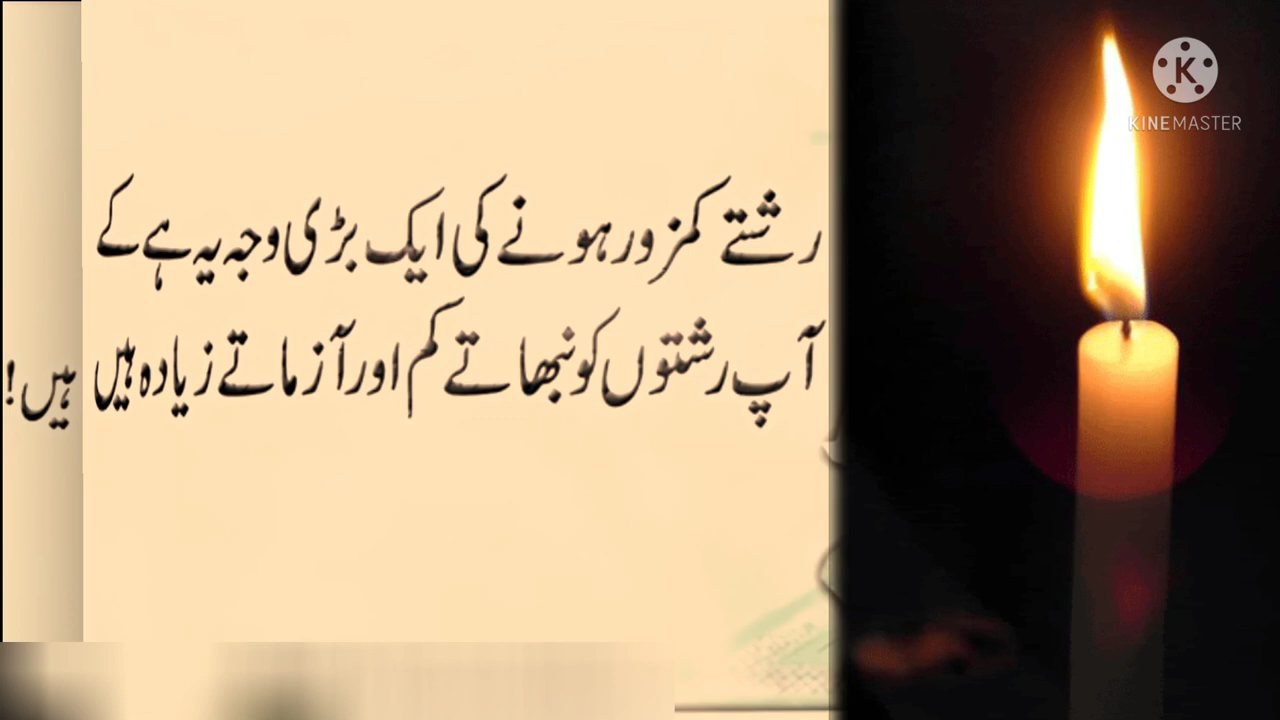 رشتے کمزور ہونے کی ایک بڑی وجہ یہ ہے کے
آپ رشتوں کو نبھاتے کم اور آزماتے زیادہ ہیں ہیں!
K
KINEMASTER